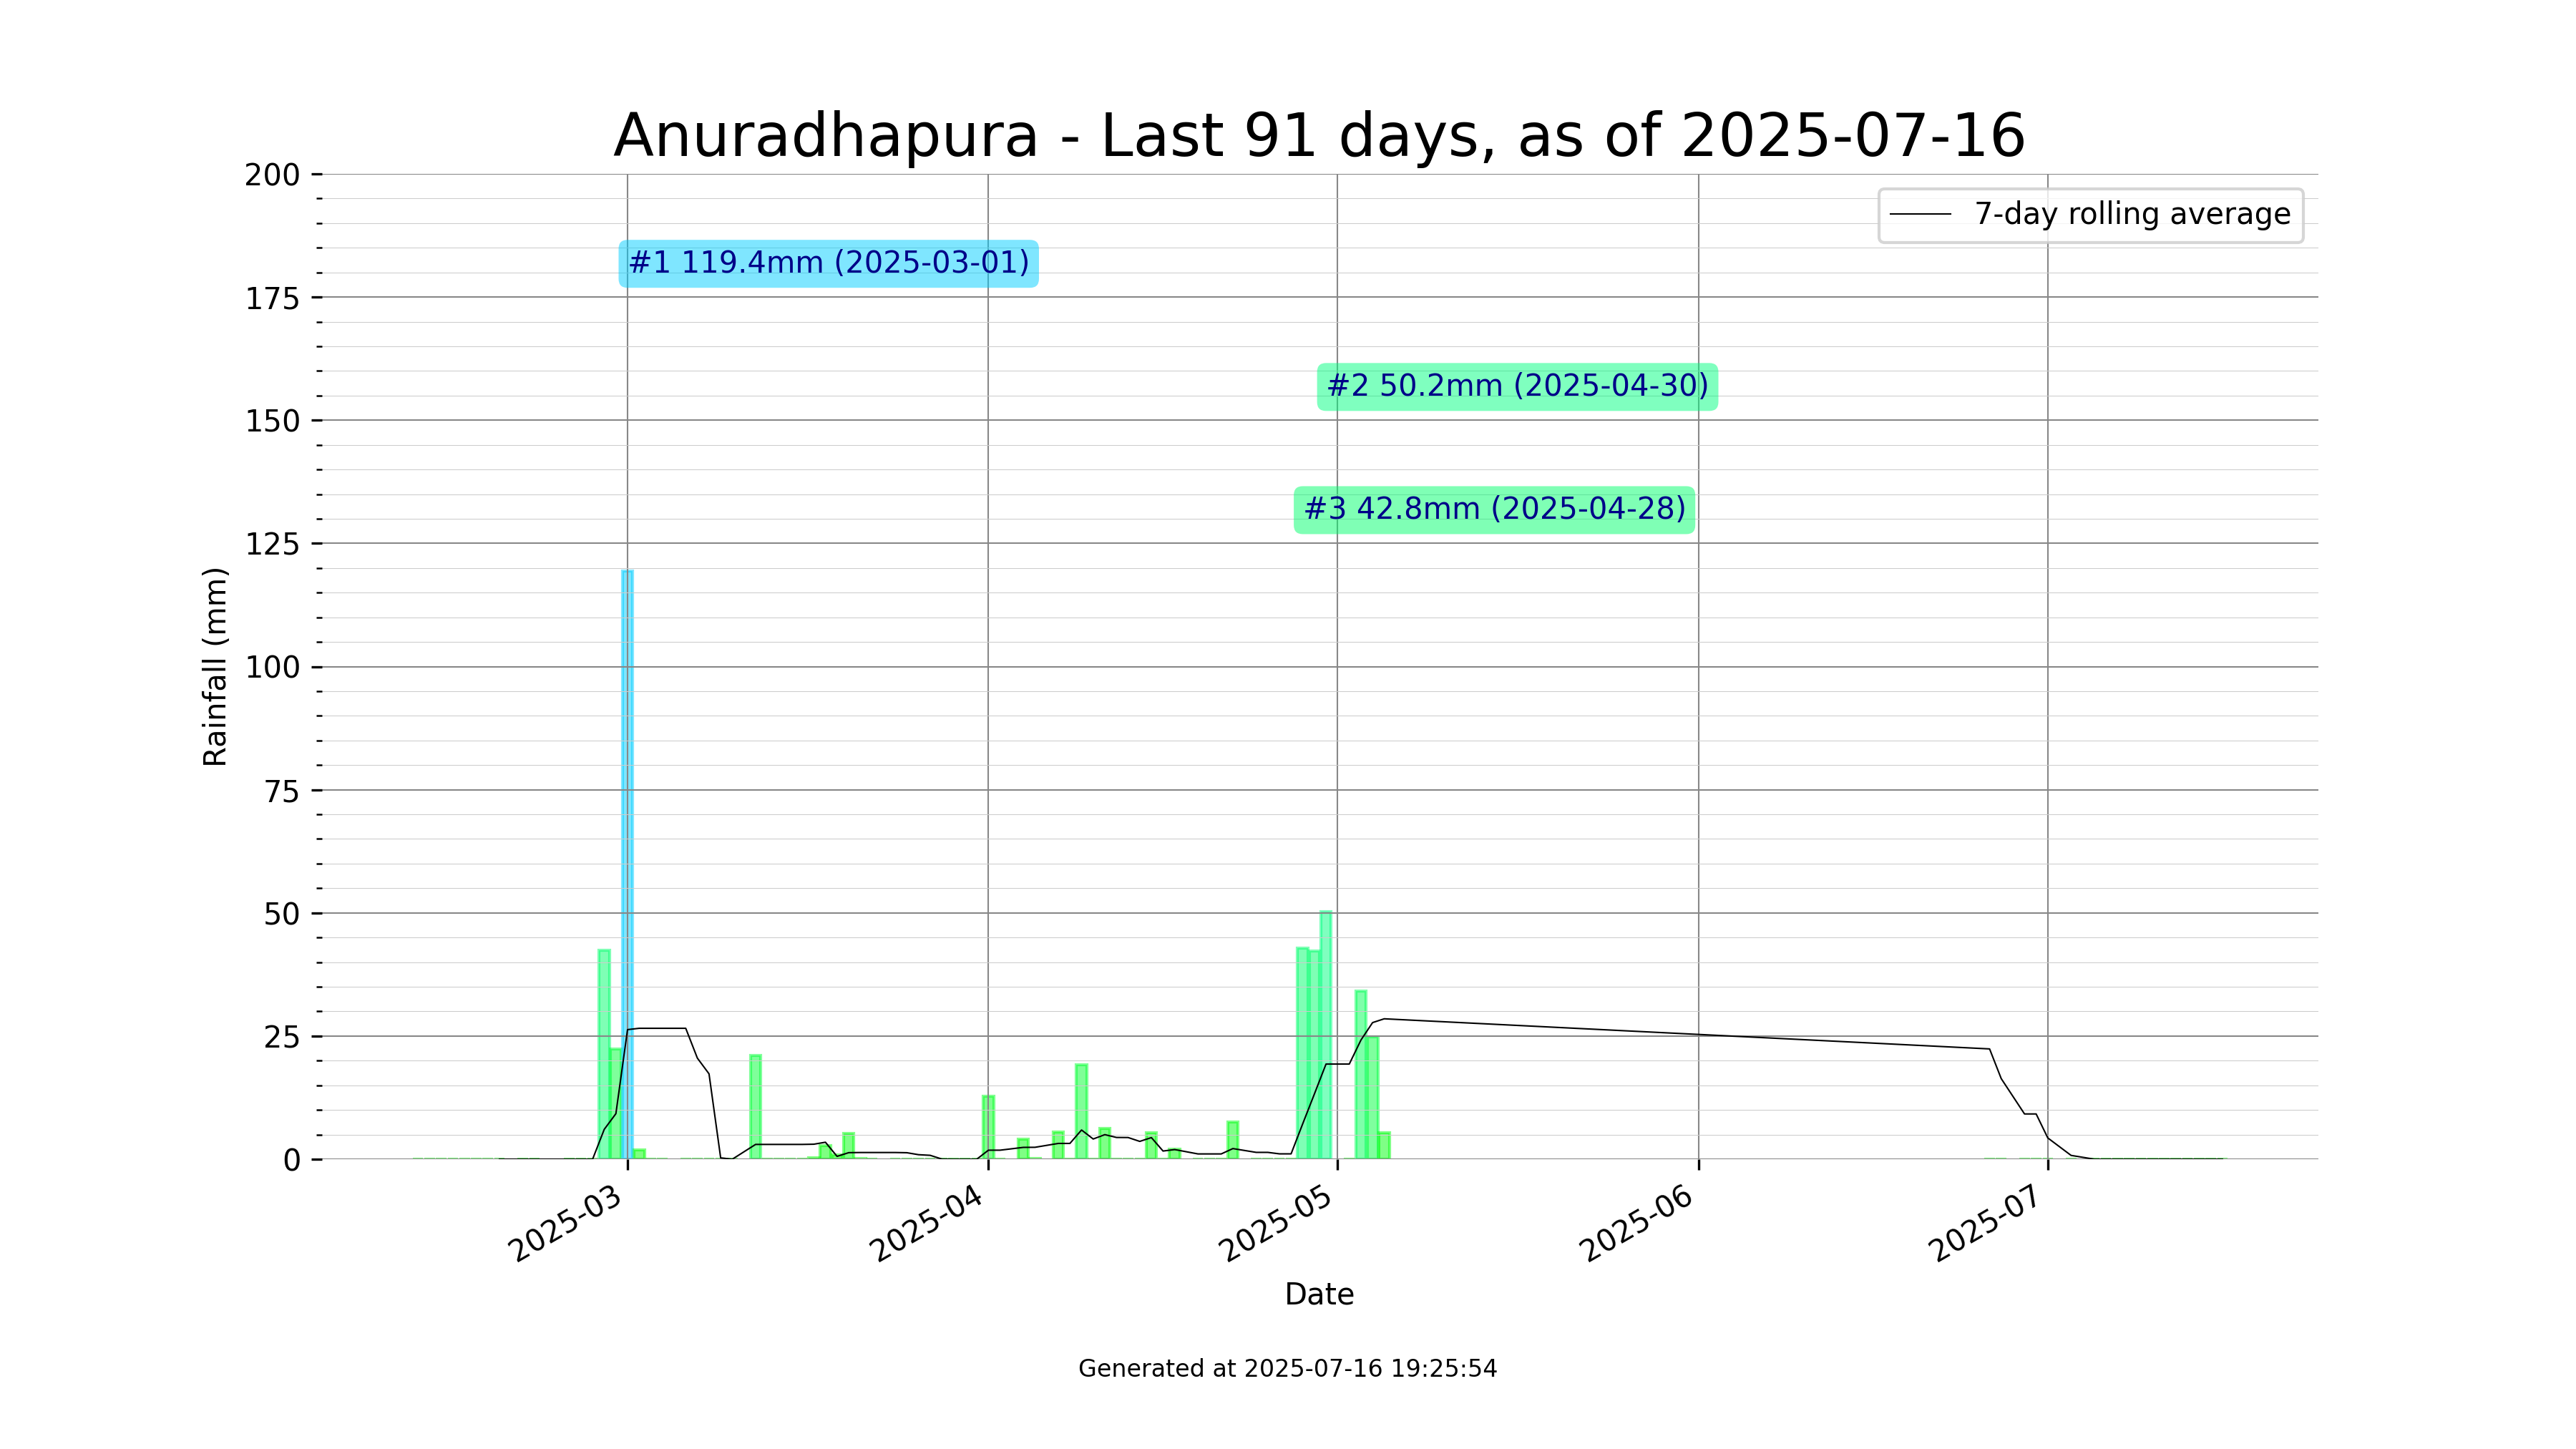 Anuradhapura - Last 91 days, as of 2025-07-16
200
175
150
125
100
75
50
25
0
Rainfall (mm)
7-day rolling average
#1 119.4mm (2025-03-01)
#2 50.2mm (2025-04-30)
#3 42.8mm (2025-04-28)
2025-03
2025-04
2025-05
2025-06
2025-07
Date
Generated at 2025-07-16 19:25:54